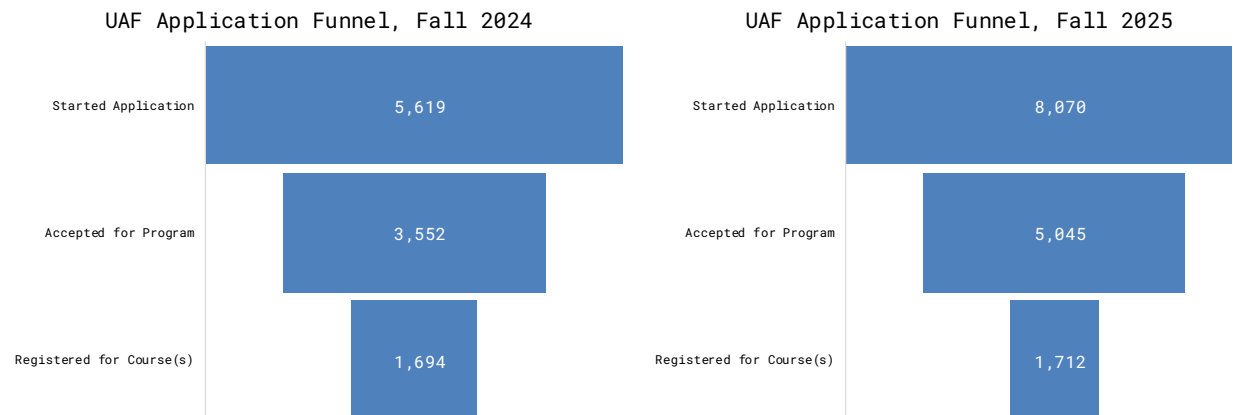 UAF Application Funnel, Fall 2024
Started Application
5,619
Accepted for Program
3,552
Registered for Course(s)
1,694
UAF Application Funnel, Fall 2025
Started Application
8,070
Accepted for Program
5,045
Registered for Course(s)
1,712